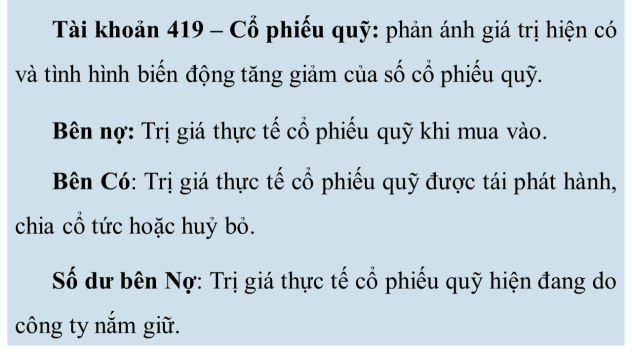 Tài khoản 419 – Cổ phiếu quỹ: phản ánh giá trị hiện có
và tình hình biến động tăng giảm của số cổ phiếu quỹ.
Bên nợ: Trị giá thực tế cổ phiếu quỹ khi mua vào.
Bên Có: Trị giá thực tế cổ phiếu quỹ được tái phát hành,
chia cổ tức hoặc huỷ bỏ.
Số dư bên Nợ: Trị giá thực tế cổ phiếu quỹ hiện đang do
công ty nắm giữ.